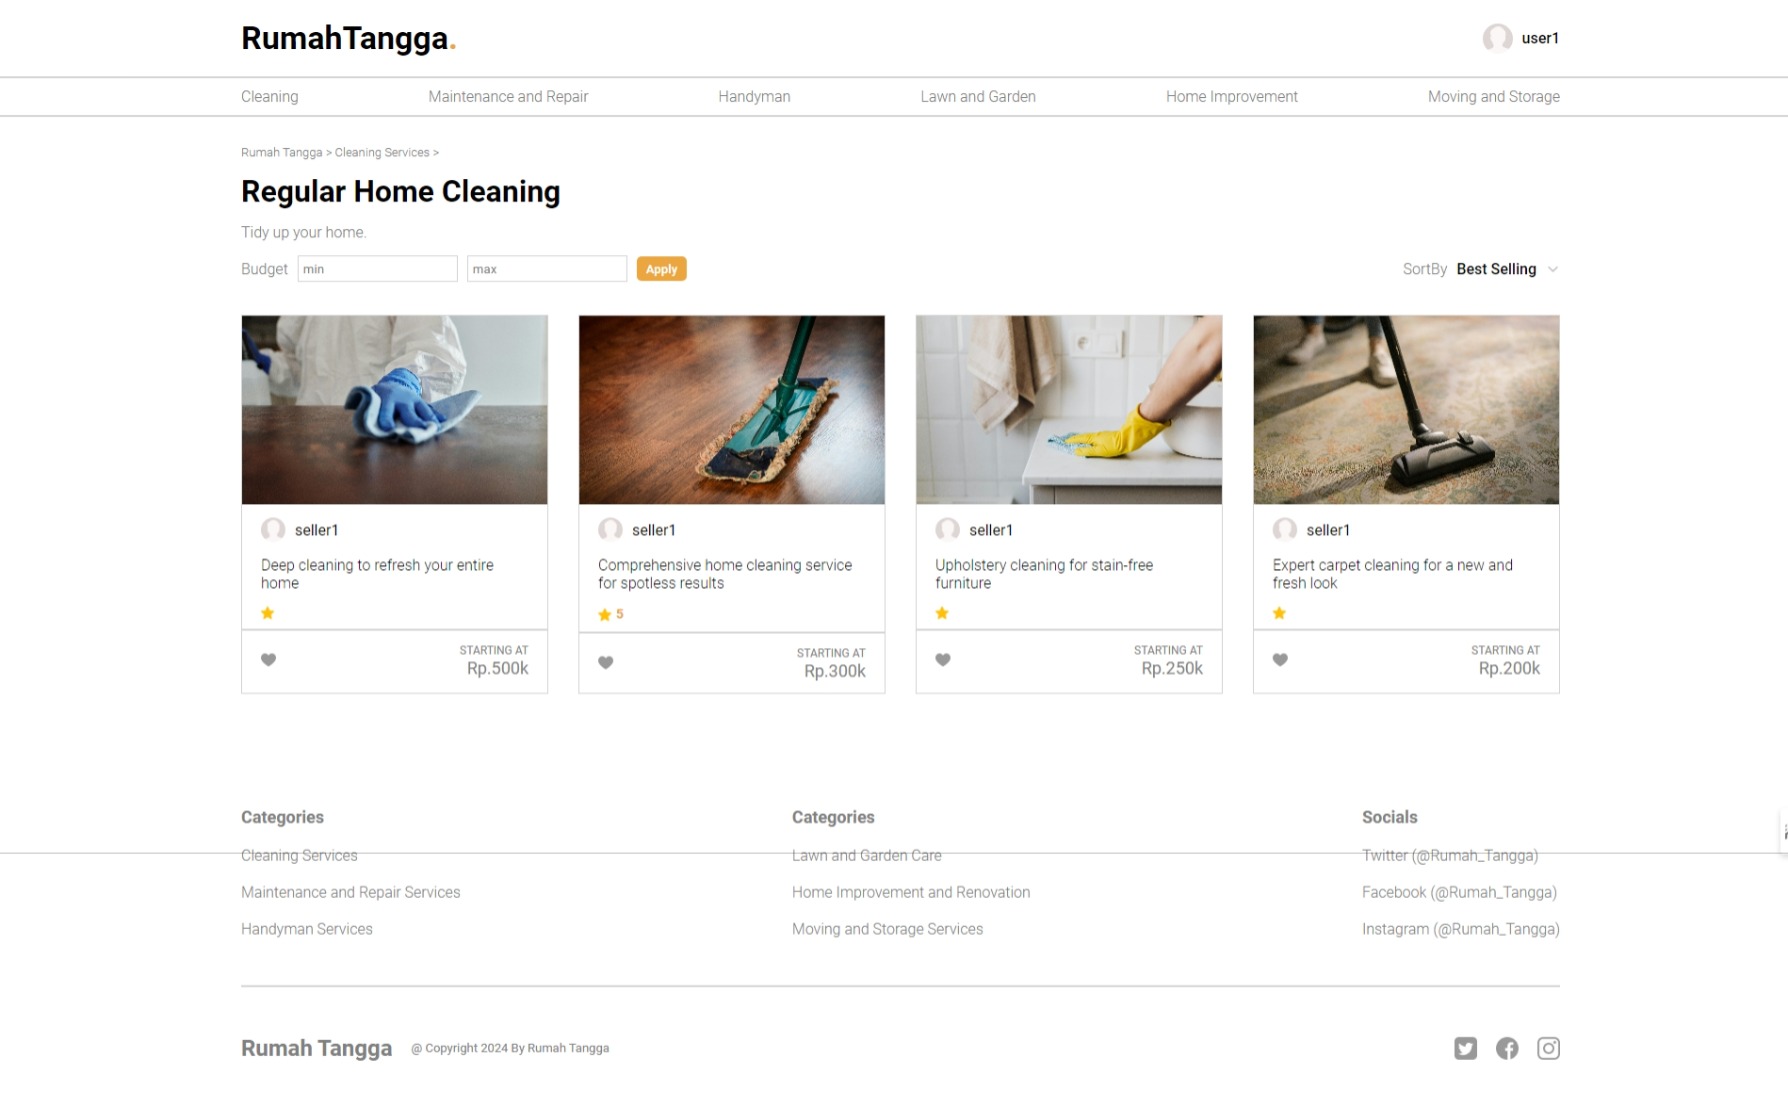 RumahTangga.
user1
Cleaning
Maintenance and Repair
Handyman
Lawn and Garden
Home Improvement
Moving and Storage
Rumah Tangga > Cleaning Services >
Regular Home Cleaning
Tidy up your home.
Budget
min
max
Apply
SortBy Best Selling
seller1
Deep cleaning to refresh your entire
home
STARTING AT
Rp.500k
seller1
Comprehensive home cleaning service
for spotless results
5
STARTING AT
Rp.300k
seller1
Upholstery cleaning for stain-free
furniture
STARTING AT
Rp.250k
seller1
Expert carpet cleaning for a new and
fresh look
STARTING AT
Rp.200k
Categories
Cleaning Services
Maintenance and Repair Services
Handyman Services
Categories
Lawn and Garden Care
Home Improvement and Renovation
Moving and Storage Services
Socials
Twitter (@Rumah_Tangga)
Facebook (@Rumah_Tangga)
Instagram (@Rumah_Tangga)
Rumah Tangga
@ Copyright 2024 By Rumah Tangga